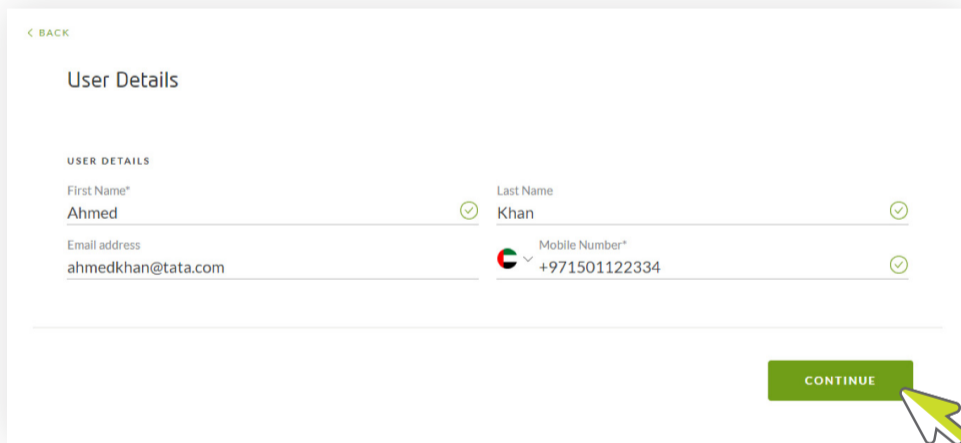 < BACK
User Details
USER DETAILS
First Name*
Last Name
Ahmed
Khan
Email address
Mobile Number*
ahmedkhan@tata.com
+971501122334
CONTINUE